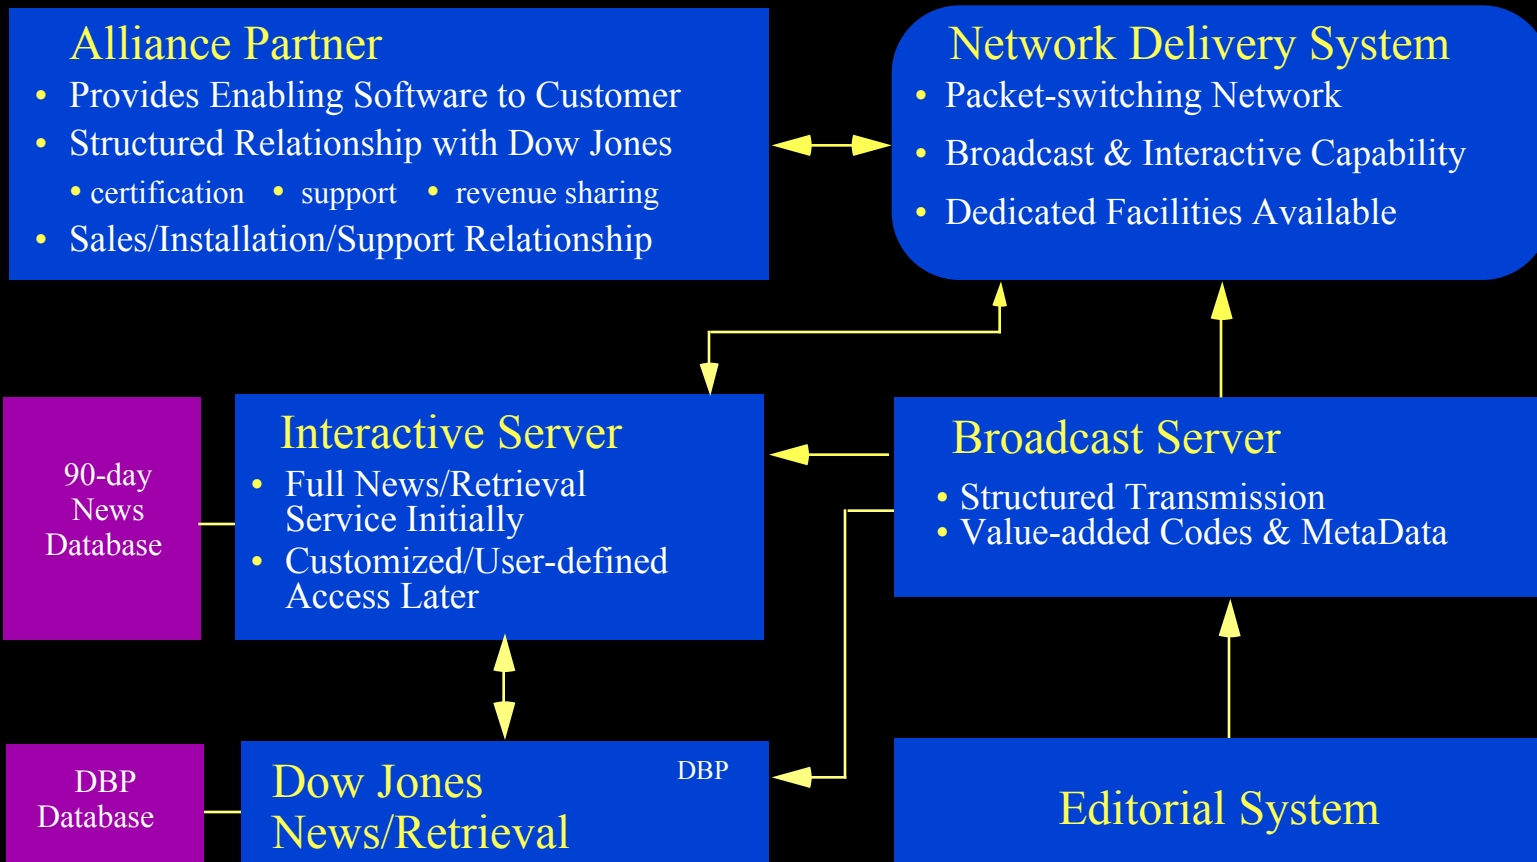 Alliance Partner
• Provides Enabling Software to Customer
• Structured Relationship with Dow Jones
• certification • support • revenue sharing
• Sales/Installation/Support Relationship
Network Delivery System
• Packet-switching Network
• Broadcast & Interactive Capability
• Dedicated Facilities Available
90-day
News
Database
Interactive Server
• Full News/Retrieval
Service Initially
• Customized/User-defined
Access Later
Broadcast Server
• Structured Transmission
• Value-added Codes & MetaData
DBP
Database
Dow Jones
News/Retrieval
DBP
Editorial System